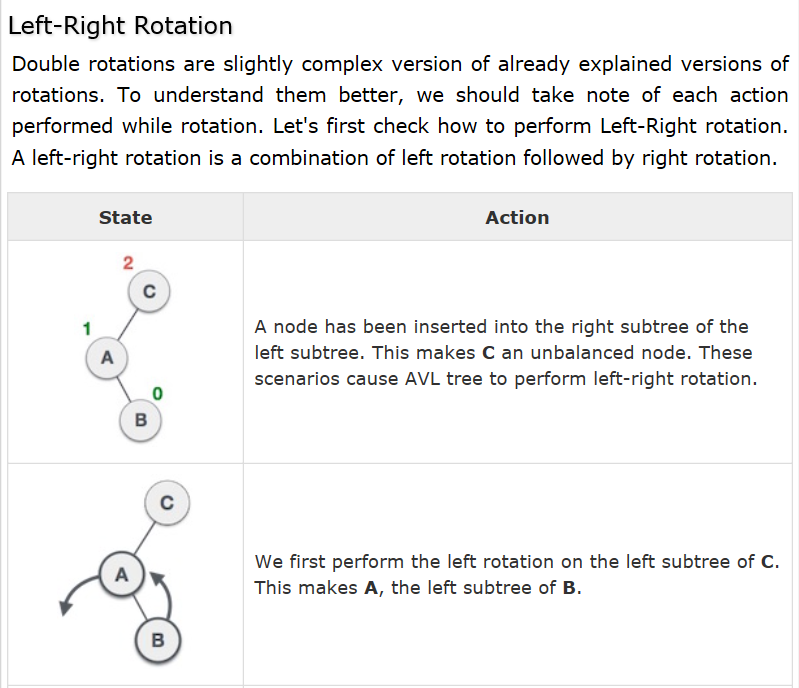 Left-Right Rotation
Double rotations are slightly complex version of already explained versions of
rotations. To understand them better, we should take note of each action
performed while rotation. Let's first check how to perform Left-Right rotation.
A left-right rotation is a combination of left rotation followed by right rotation.
State Action
2
C
1
A
0
B
A node has been inserted into the right subtree of the
left subtree. This makes C an unbalanced node. These
scenarios cause AVL tree to perform left-right rotation.
C
A
B
We first perform the left rotation on the left subtree of C.
This makes A, the left subtree of B.